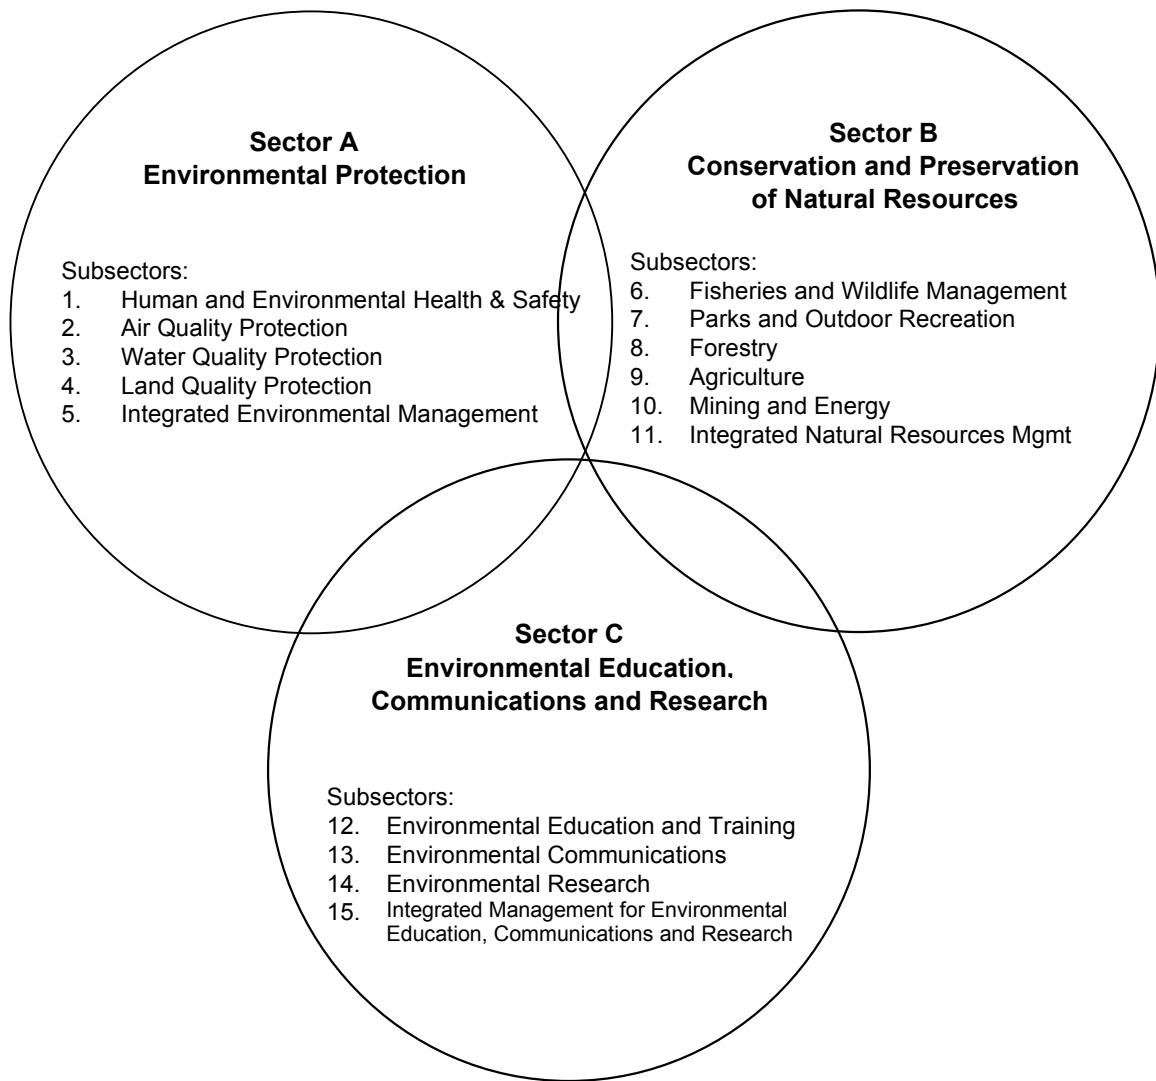 Sector A
Environmental Protection
Subsectors:
1. Human and Environmental Health & Safety
2. Air Quality Protection
3. Water Quality Protection
4. Land Quality Protection
5. Integrated Environmental Management
Sector B
Conservation and Preservation
of Natural Resources
Subsectors:
6. Fisheries and Wildlife Management
7. Parks and Outdoor Recreation
8. Forestry
9. Agriculture
10. Mining and Energy
11. Integrated Natural Resources Mgmt
Sector C
Environmental Education,
Communications and Research
Subsectors:
12. Environmental Education and Training
13. Environmental Communications
14. Environmental Research
15. Integrated Management for Environmental
Education, Communications and Research